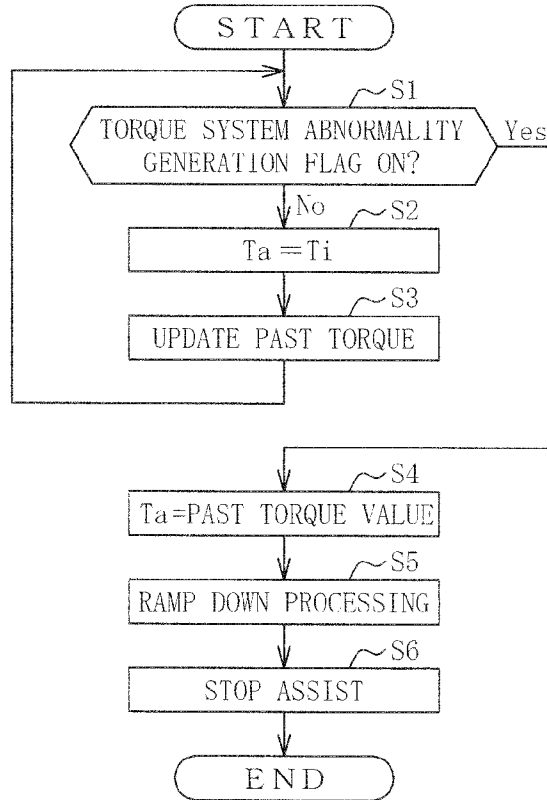 START
S1
TORQUE SYSTEM ABNORMALITY
GENERATION FLAG ON?
Yes
No
S2
Ta=Ti
S3
UPDATE PAST TORQUE
S4
Ta=PAST TORQUE VALUE
S5
RAMP DOWN PROCESSING
S6
STOP ASSIST
END